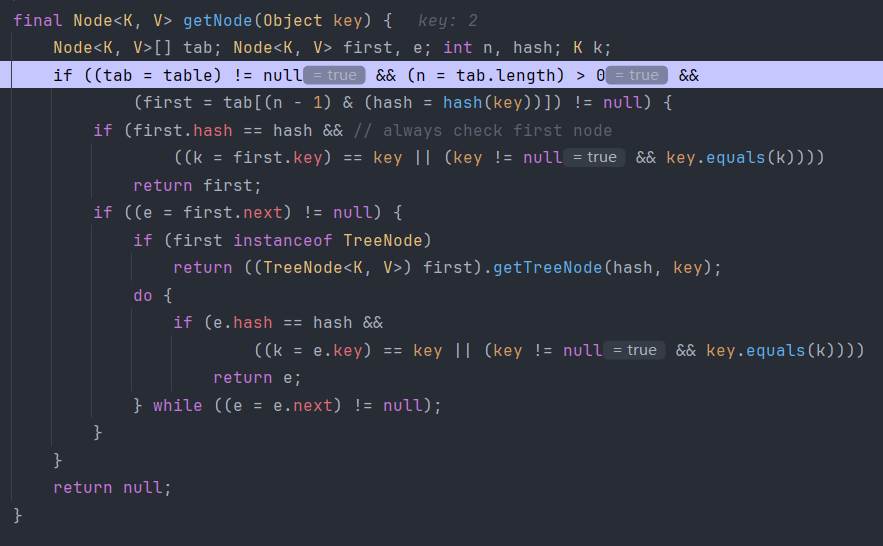 final Node<K, V> getNode(Object key) { key: 2
Node<K, V>[] tab; Node<K, V> first, e; int n, hash; K k;
if ((tab = table) != null = true && (n = tab.length) > 0 = true &&
(first = tab[(n - 1) & (hash = hash(key))]) != null) {
if (first.hash == hash && // always check first node
((k = first.key) == key || (key != null = true && key.equals(k))))
return first;
if ((e = first.next) != null) {
if (first instanceof TreeNode)
return ((TreeNode<K, V>) first).getTreeNode(hash, key);
do {
if (e.hash == hash &&
((k = e.key) == key || (key != null = true && key.equals(k))))
return e;
} while ((e = e.next) != null);
}
}
return null;
}